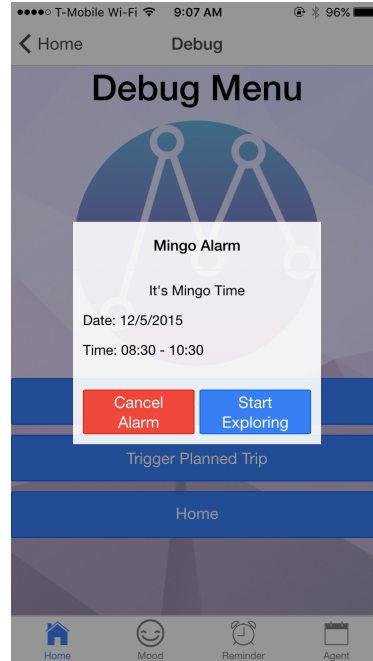 T-Mobile Wi-Fi 9:07 AM 96%
Home Debug
Debug Menu
Mingo Alarm
It's Mingo Time
Date: 12/5/2015
Time: 08:30 - 10:30
Cancel
Alarm
Start
Exploring
Trigger Planned Trip
Home
Home Mood Reminder Agent